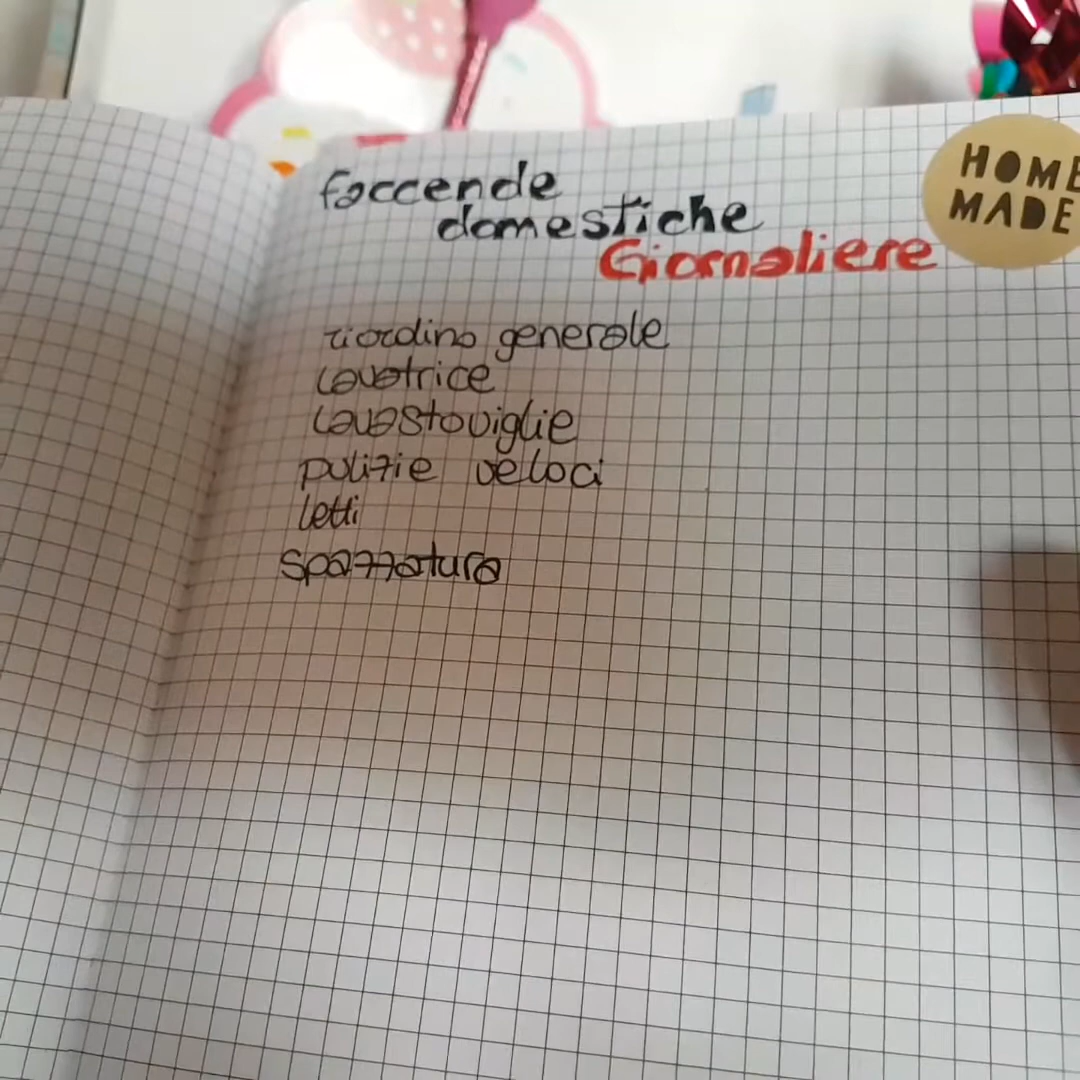 faccende
domestiche
Giornaliere
HOME
MADE
riordino generale
lavatrice
lavastoviglie
pulizie veloci
letti
spazzatura